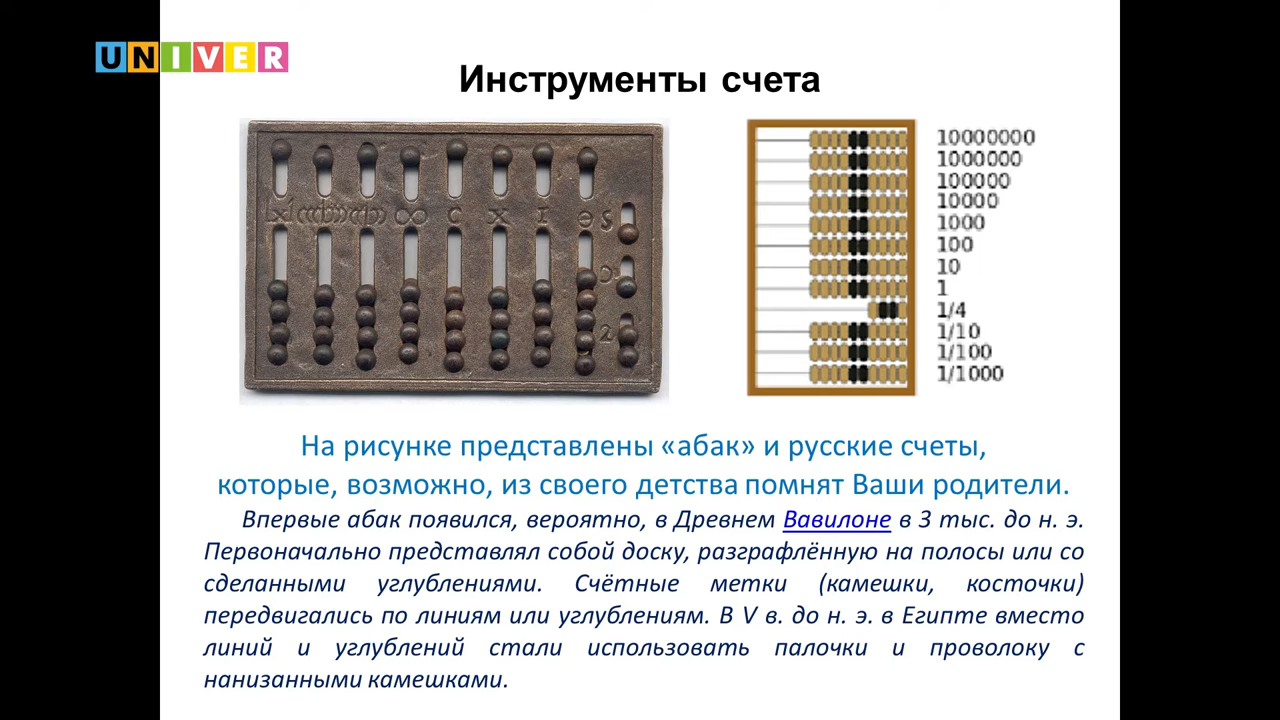 UNIVER
Инструменты счета
10000000
1000000
100000
10000
1000
100
10
1
1/4
1/10
1/100
1/1000
На рисунке представлены «абак» и русские счеты,
которые, возможно, из своего детства помнят Ваши родители.
Впервые абак появился, вероятно, в Древнем Вавилоне в 3 тыс. до н. э.
Первоначально представлял собой доску, разграфлённую на полосы или со
сделанными углублениями. Счётные метки (камешки, косточки)
передвигались по линиям или углублениям. В V в. до н. э. в Египте вместо
линий и углублений стали использовать палочки и проволоку с
нанизанными камешками.